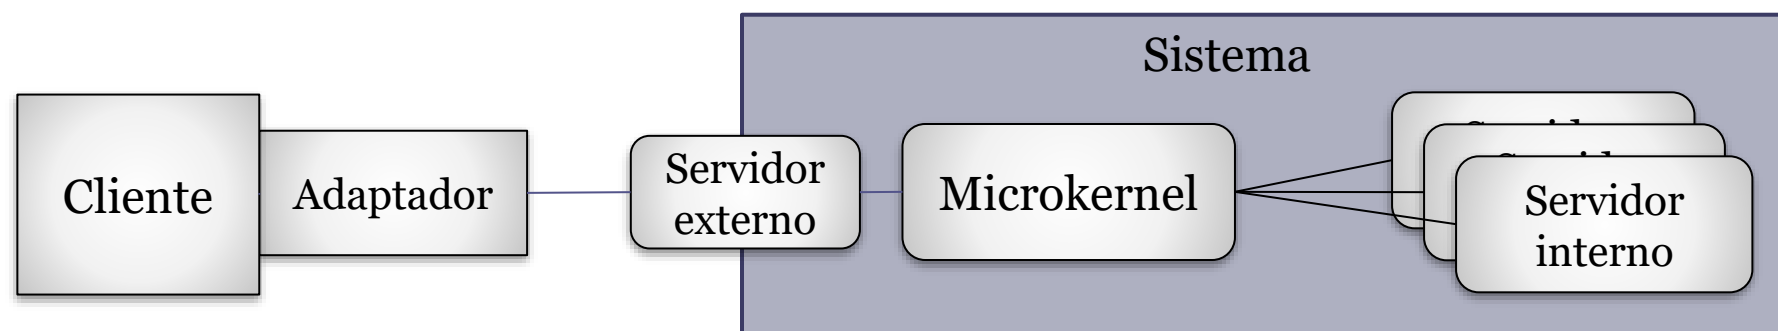 Sistema
Cliente
Adaptador
Servidor
externo
Microkernel
Servidor
interno